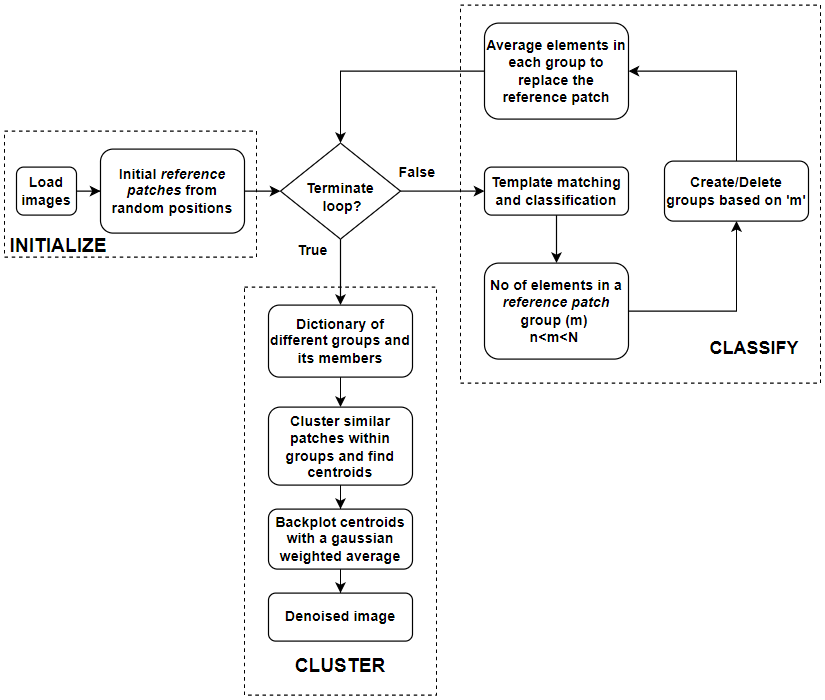 Load
images
Initial reference
patches from
random positions
INITIALIZE
Terminate
loop?
False
True
Average elements in
each group to
replace the
reference patch
Template matching
and classification
No of elements in a
reference patch
group (m)
n<m<N
Create/Delete
groups based on 'm'
CLASSIFY
Dictionary of
different groups and
its members
Cluster similar
patches within
groups and find
centroids
Backplot centroids
with a gaussian
weighted average
Denoised image
CLUSTER